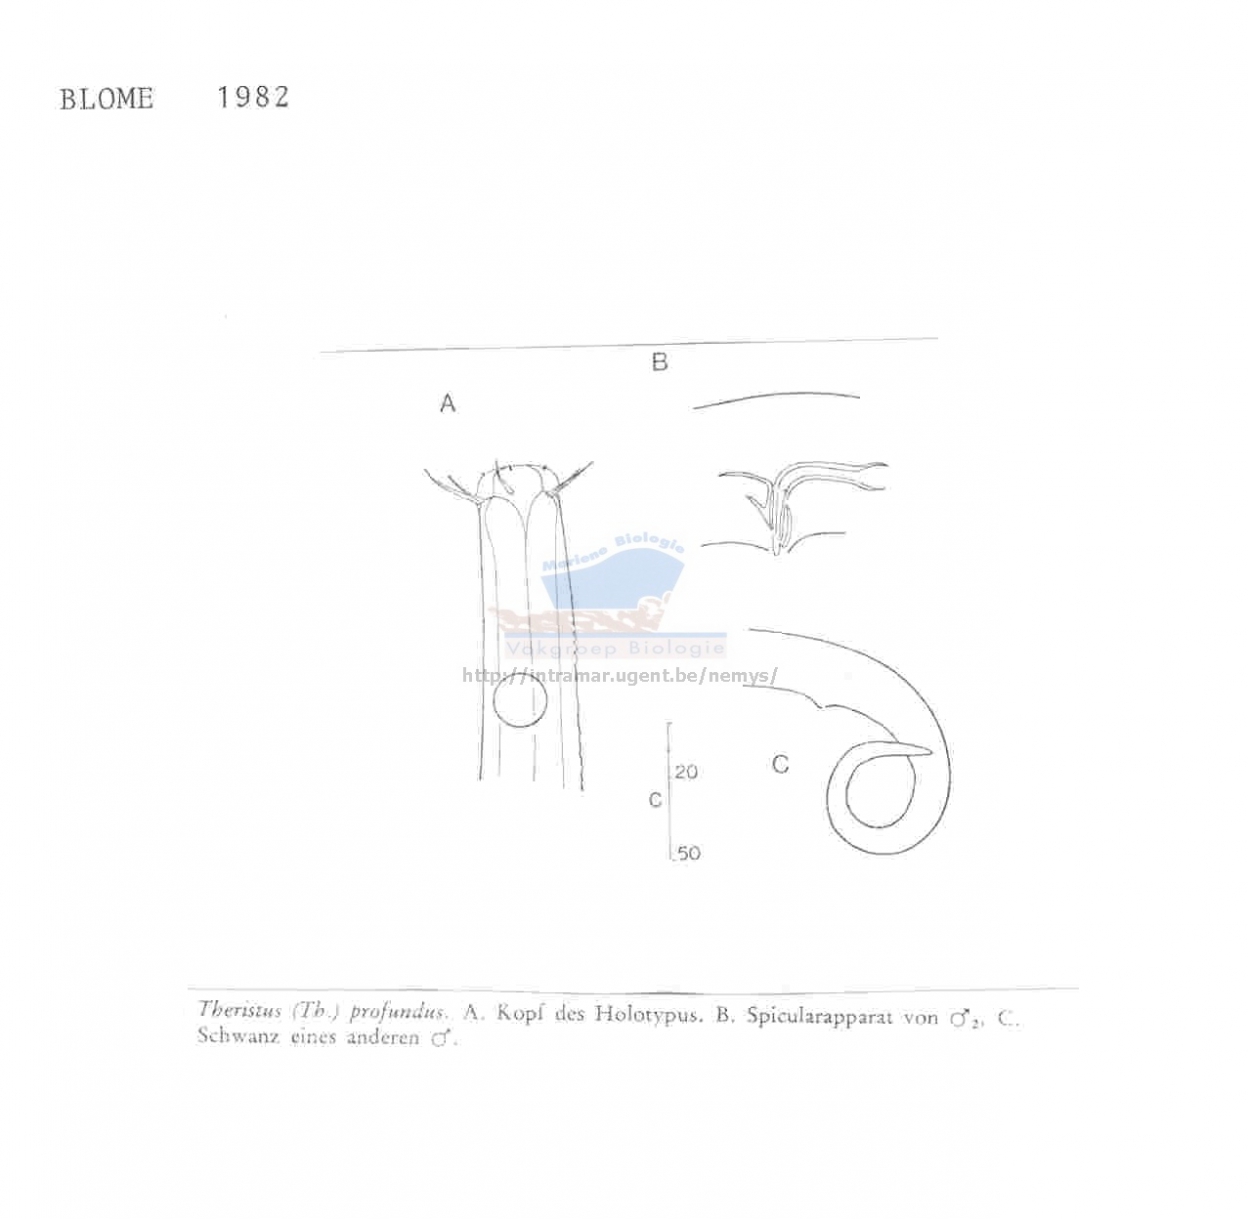 BLOME 1982
B
A
Mariene Biologie
Vakgroep Biologie
http://intramar.ugent.be/nemys/
C
20
C
50
Theristus (Th.) profundus. A. Kopf des Holotypus. B. Spicularapparat von ♂₂, C.
Schwanz eines anderen ♂.